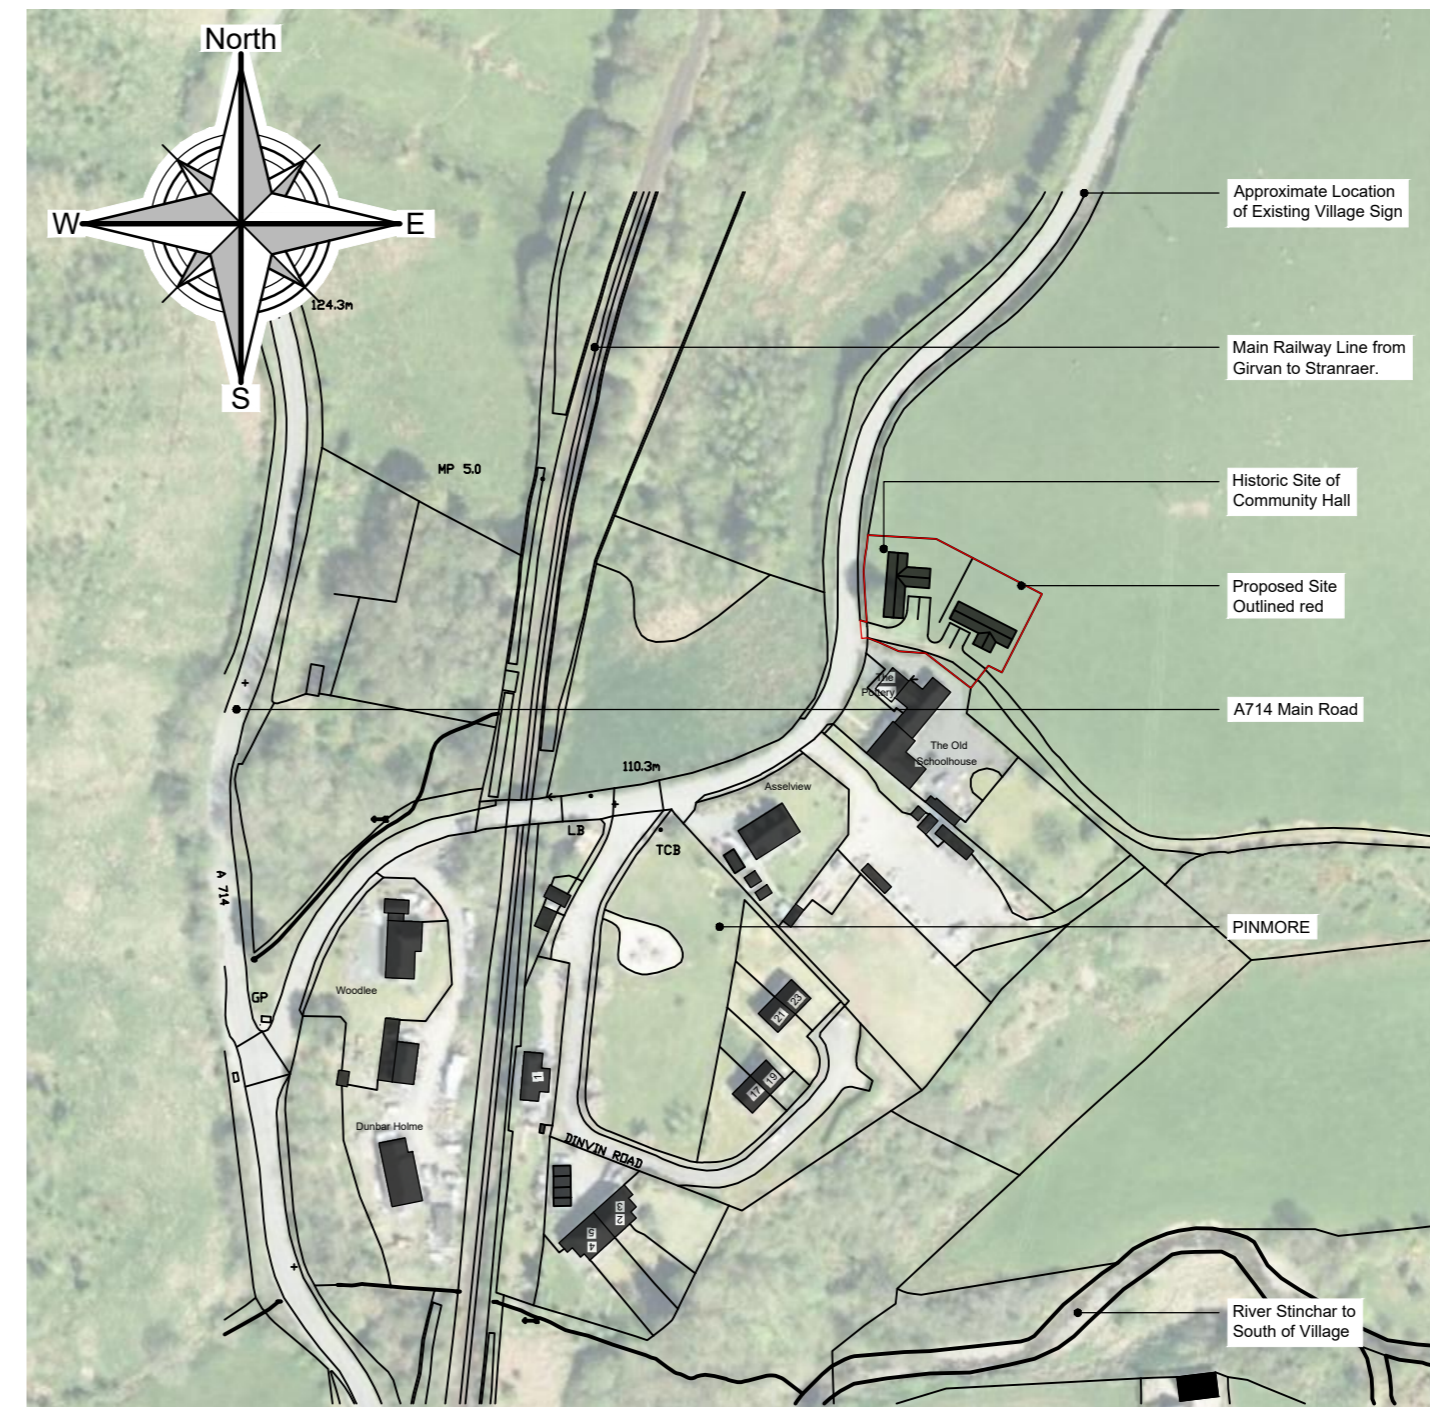 North
W
E
S
124.3m
Approximate Location
of Existing Village Sign
Main Railway Line from
Girvan to Stranraer.
MP 5.0
Historic Site of
Community Hall
Proposed Site
Outlined red
The
Pottery
A714 Main Road
The Old
Schoolhouse
110.3m
Asselview
LB
TCB
A 714
PINMORE
Woodlee
GP
23
21
19
17
1
Dunbar Holme
DINVIN ROAD
3
2
5
4
River Stinchar to
South of Village